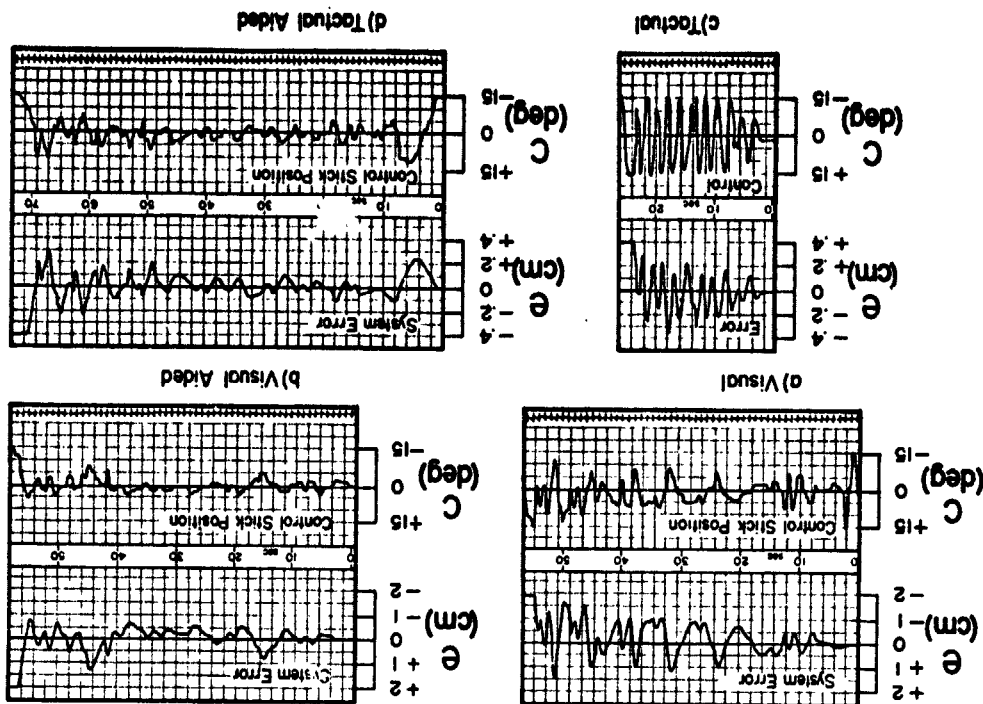 System Error
e
(cm)
+ 2
+ 1
0
- 1
- 2
0 10 sec 20 30 40 50
Control Stick Position
C
(deg)
+15
0
-15
a) Visual
System Error
e
(cm)
+ 2
+ 1
0
- 1
- 2
0 10 sec 20 30 40 50
Control Stick Position
C
(deg)
+15
0
-15
b) Visual Aided
Error
e
(cm)
- .4
- .2
0
+ .2
+ .4
0 10 sec 20
Control
C
(deg)
+15
0
-15
c) Tactual
System Error
e
(cm)
- .4
- .2
0
+ .2
+ .4
0 10 30 40 50 60 70
Control Stick Position
C
(deg)
+15
0
-15
d) Tactual Aided